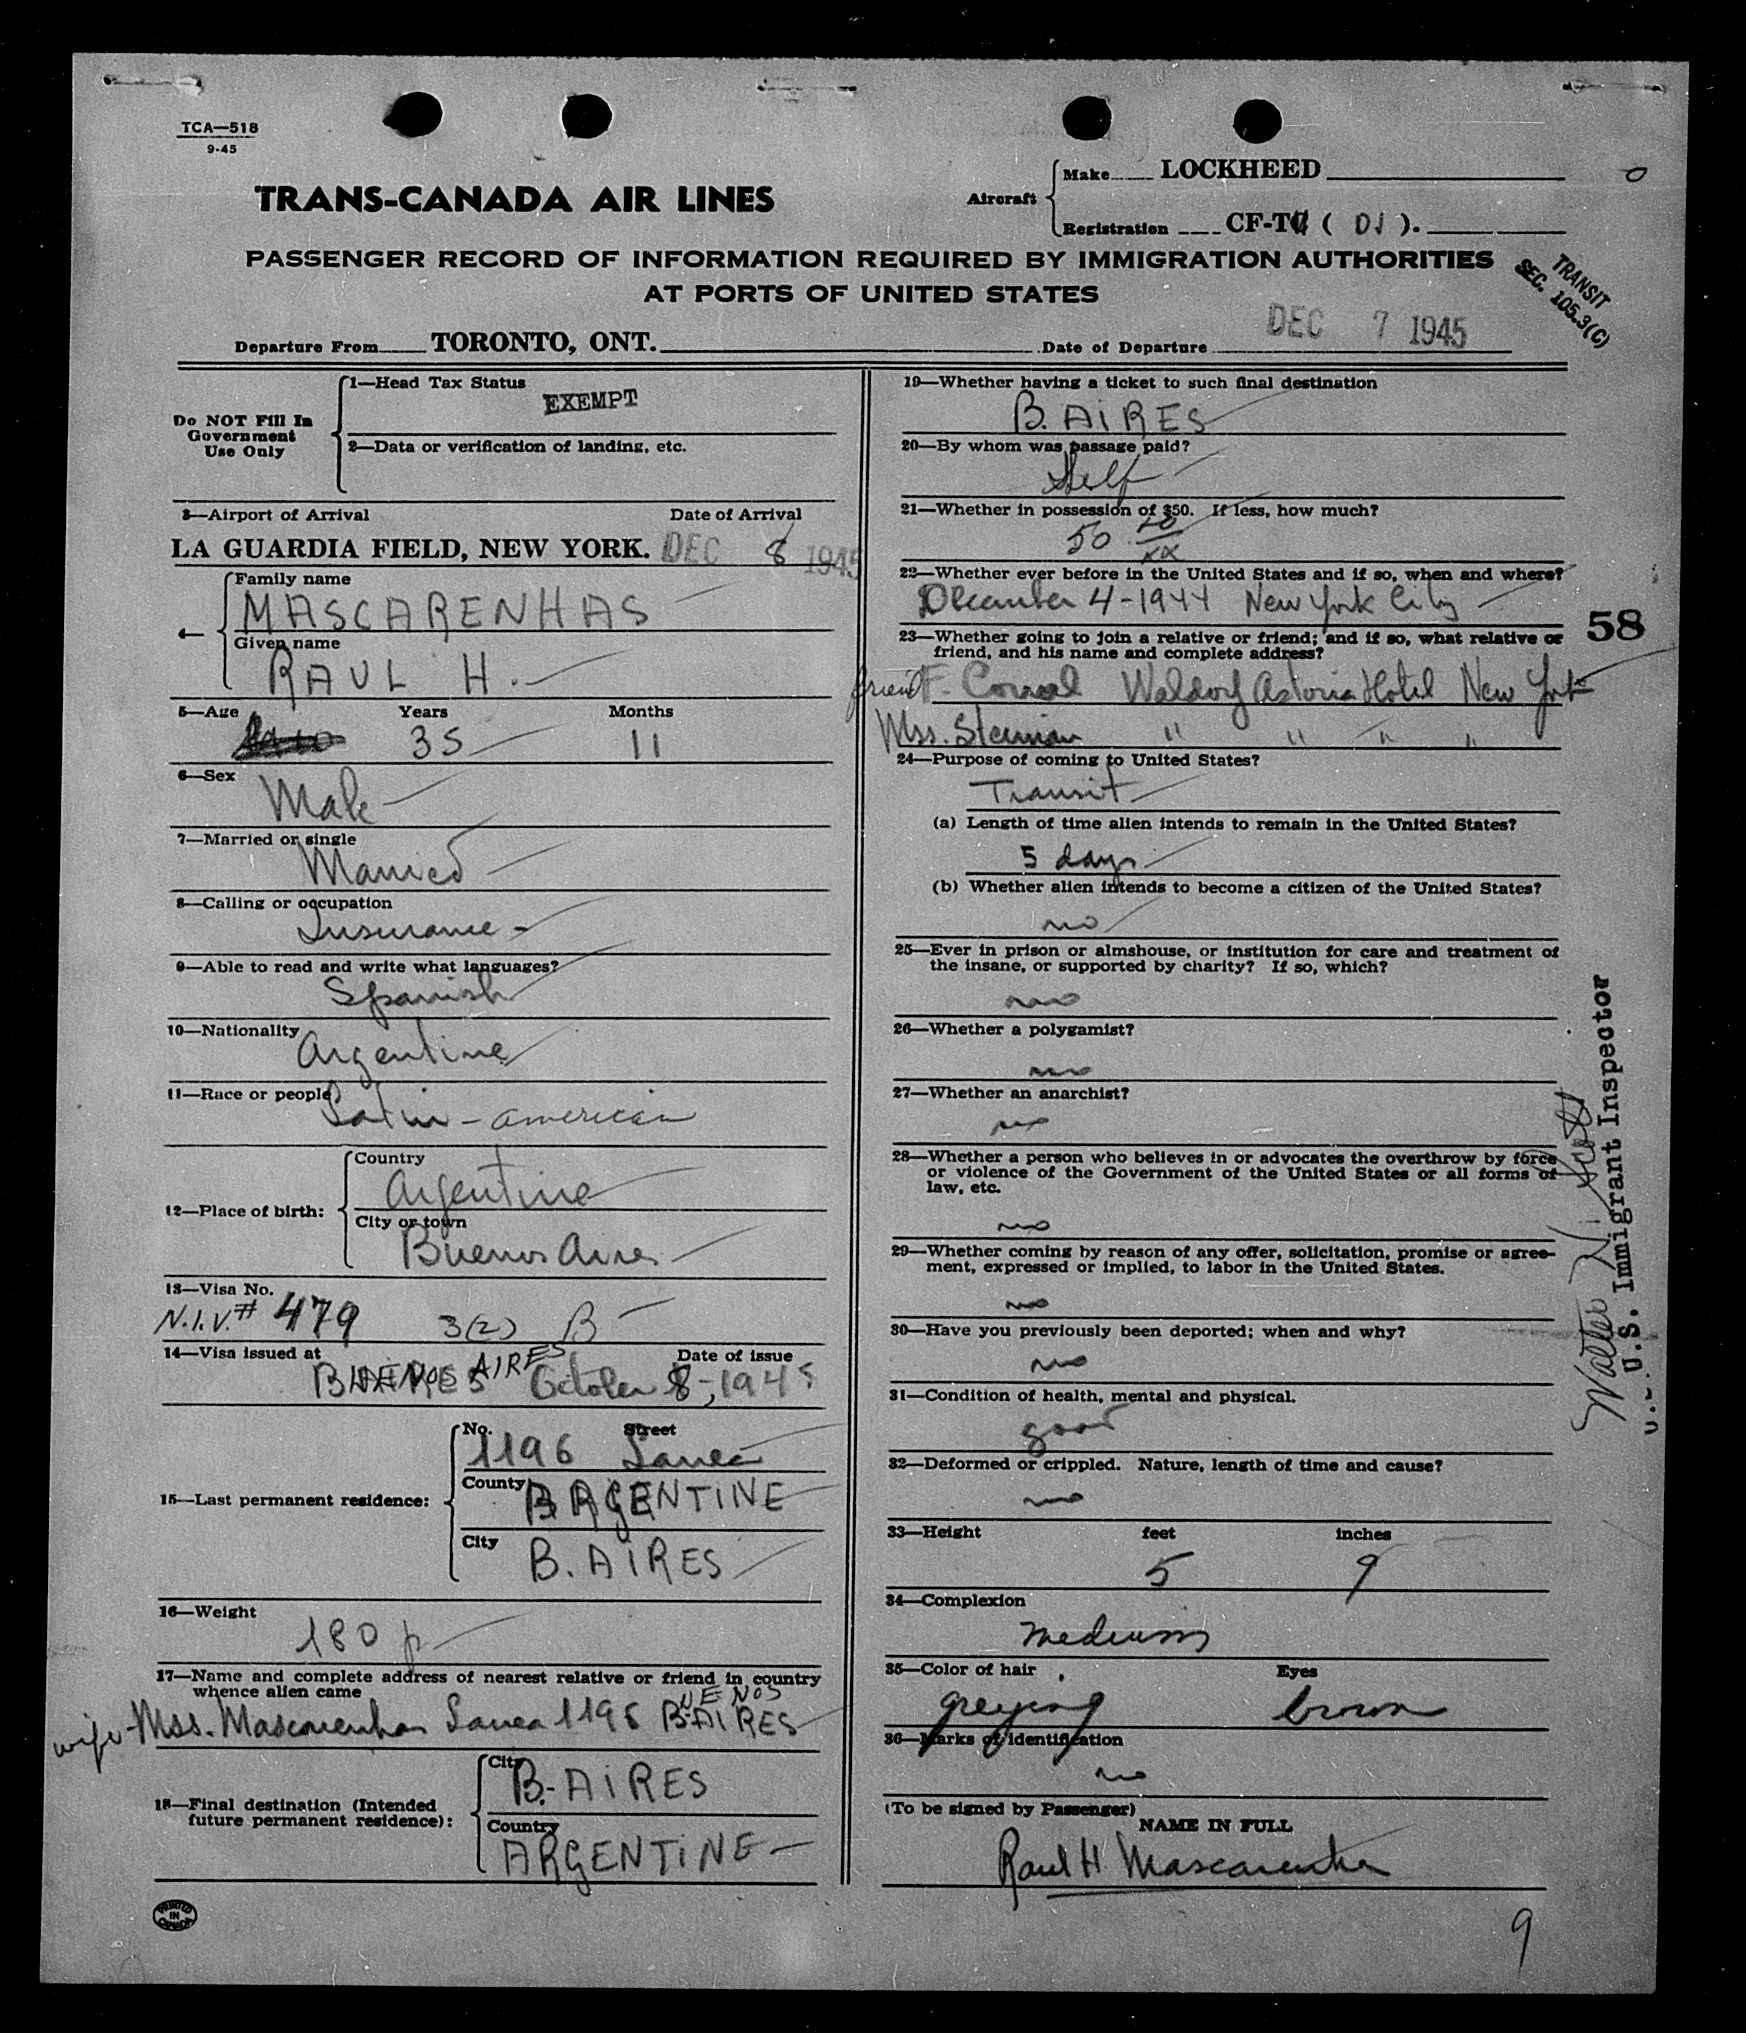 TCA—518
9-45
TRANS-CANADA AIR LINES
Aircraft
Make LOCKHEED
Registration CF-TC ( DJ ).
PASSENGER RECORD OF INFORMATION REQUIRED BY IMMIGRATION AUTHORITIES
AT PORTS OF UNITED STATES
TRANSIT
SEC. 105.3(C)
Departure From TORONTO, ONT.
Date of Departure DEC 7 1945
Do NOT Fill In
Government
Use Only
1—Head Tax Status
EXEMPT
2—Data or verification of landing, etc.
3—Airport of Arrival Date of Arrival
LA GUARDIA FIELD, NEW YORK. DEC 8 1945
4—
Family name
MASCARENHAS
Given name
RAUL H.
5—Age Years Months
35 11
6—Sex
Male
7—Married or single
Married
8—Calling or occupation
Insurance
9—Able to read and write what languages?
Spanish
10—Nationality
Argentine
11—Race or people
Latin-american
12—Place of birth:
Country
Argentine
City or town
Buenos Aires
13—Visa No.
N.I.V.# 479 3(2) B
14—Visa issued at Date of issue
BUENOS AIRES October 8-, 1945
15—Last permanent residence:
No. Street
1196
County
ARGENTINE
City
B. AIRES
16—Weight
180 p
17—Name and complete address of nearest relative or friend in country
whence alien came
wife Mss. Mascarenhas 1196 BUENOS AIRES
18—Final destination (Intended
future permanent residence):
City
B. AIRES
Country
ARGENTINE
PRINTED
IN
CANADA
19—Whether having a ticket to such final destination
B. AIRES
20—By whom was passage paid?
Self
21—Whether in possession of $50. If less, how much?
50
xx
22—Whether ever before in the United States and if so, when and where?
December 4-1944 New York City
23—Whether going to join a relative or friend; and if so, what relative or
friend, and his name and complete address?
friend F. Waldorf Astoria Hotel New York
Mss. " " " "
24—Purpose of coming to United States?
Transit
(a) Length of time alien intends to remain in the United States?
5 days
(b) Whether alien intends to become a citizen of the United States?
no
25—Ever in prison or almshouse, or institution for care and treatment of
the insane, or supported by charity? If so, which?
no
26—Whether a polygamist?
no
27—Whether an anarchist?
no
28—Whether a person who believes in or advocates the overthrow by force
or violence of the Government of the United States or all forms of
law, etc.
no
29—Whether coming by reason of any offer, solicitation, promise or agree-
ment, expressed or implied, to labor in the United States.
no
30—Have you previously been deported; when and why?
no
31—Condition of health, mental and physical.
good
32—Deformed or crippled. Nature, length of time and cause?
no
33—Height feet inches
5 9
34—Complexion
medium
35—Color of hair Eyes
greying brown
36—Marks of identification
no
(To be signed by Passenger)
NAME IN FULL
Raul H. Mascarenhas
58
Walter N. Scott
U.S. Immigrant Inspector
9